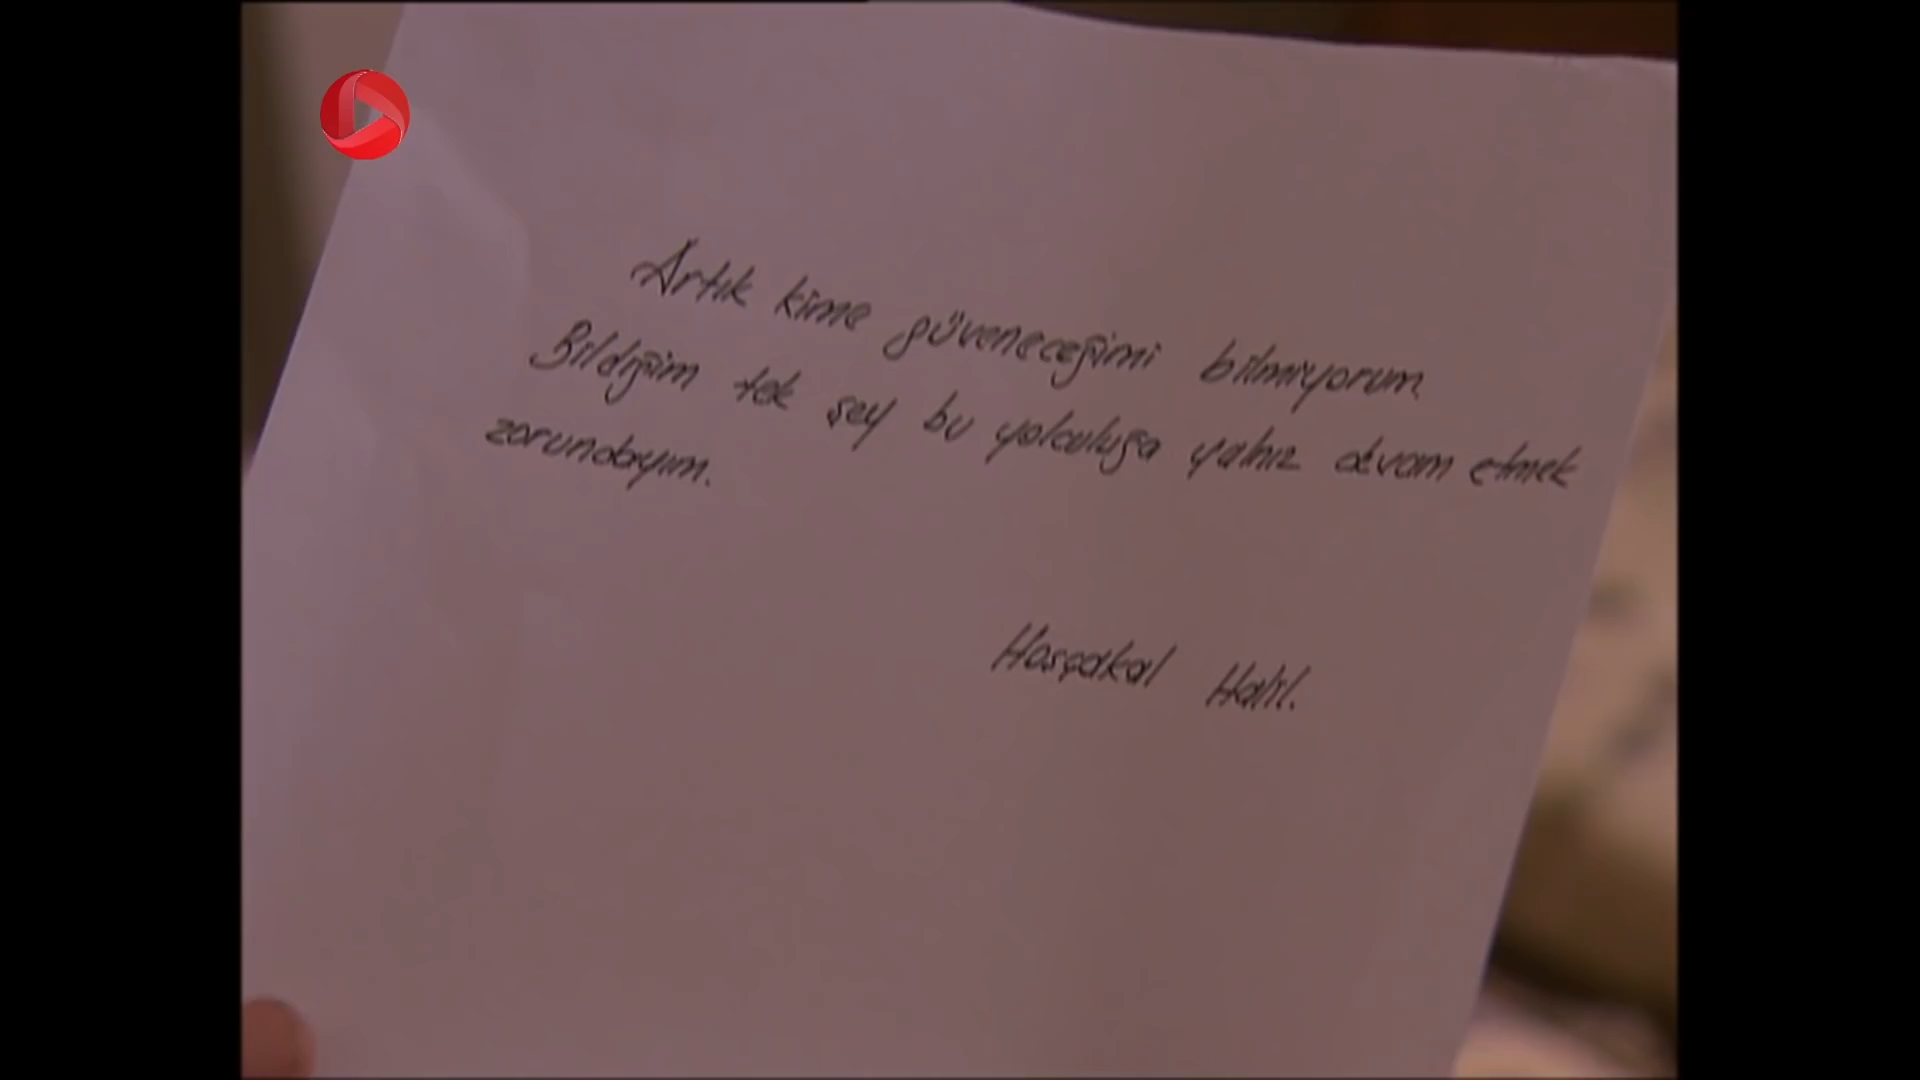 Artık kime güveneceğimi bilmiyorum.
Bildiğim tek şey bu yolculuğa yalnız devam etmek
zorundayım.
Hoşçakal Halil.